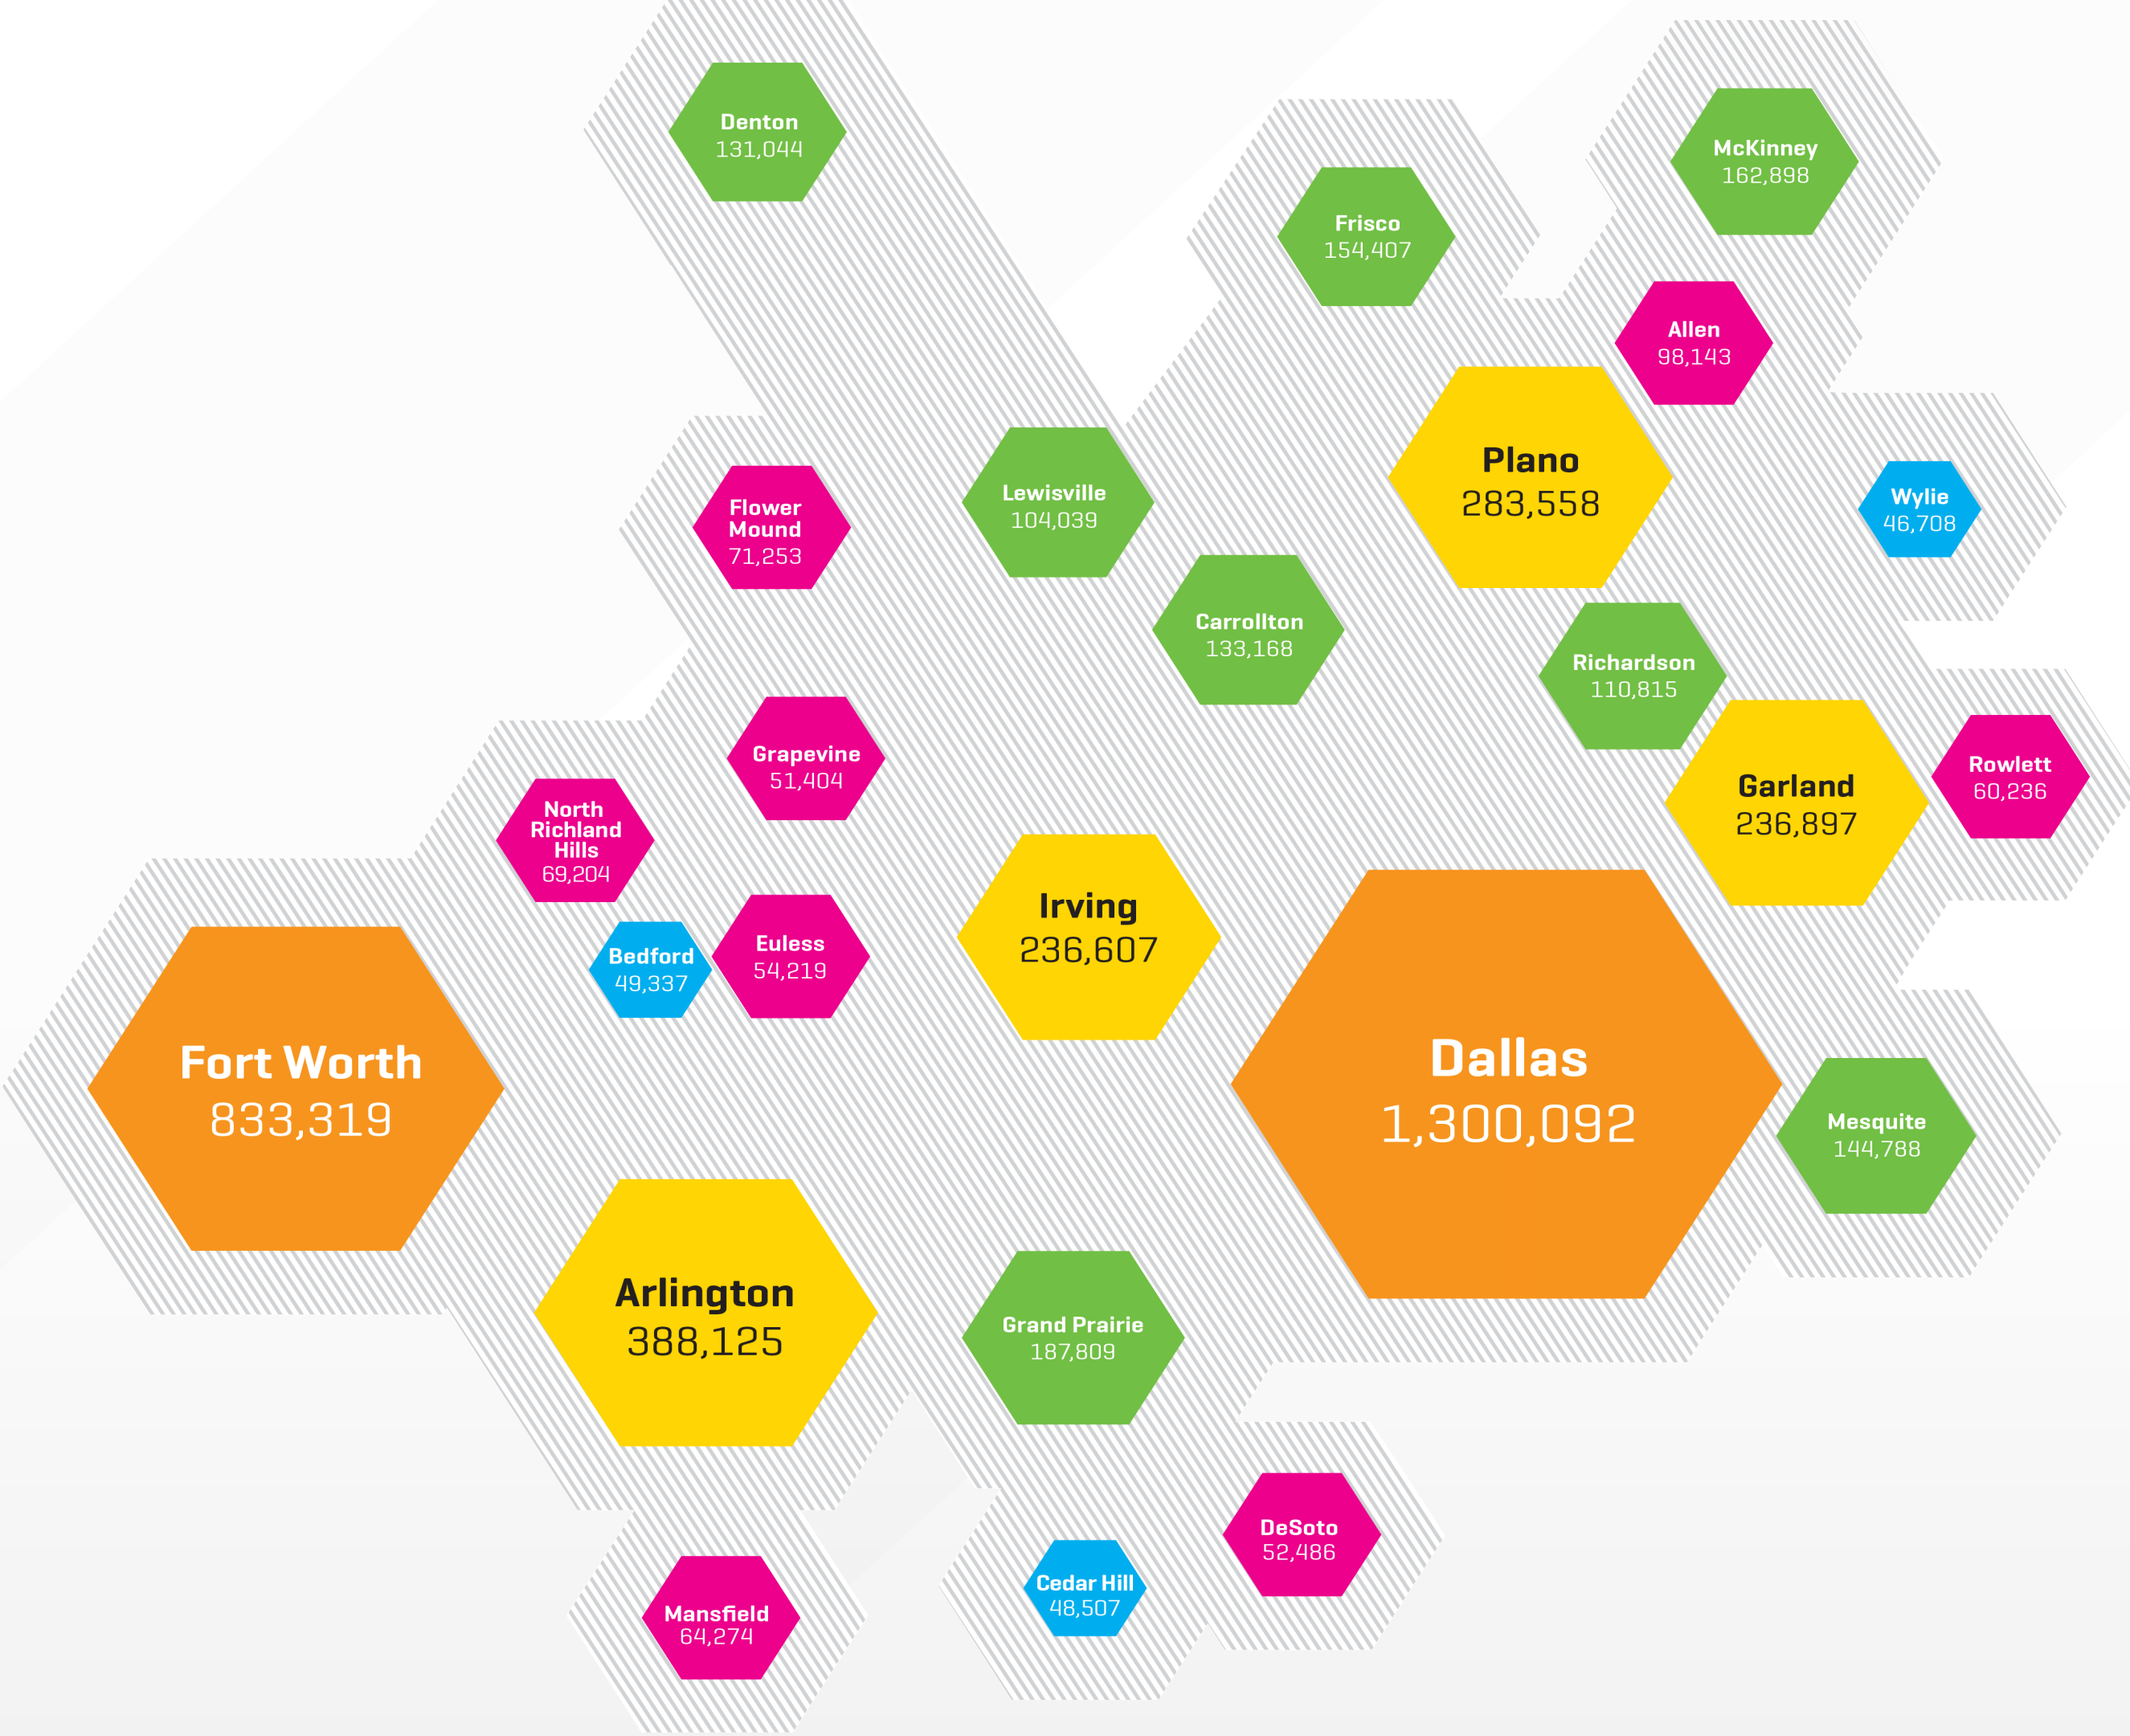 Denton
131,044
McKinney
162,898
Frisco
154,407
Allen
98,143
Plano
283,558
Lewisville
104,039
Wylie
46,708
Flower
Mound
71,253
Carrollton
133,168
Richardson
110,815
Grapevine
51,404
Garland
236,897
Rowlett
60,236
North
Richland
Hills
69,204
Irving
236,607
Bedford
49,337
Euless
54,219
Fort Worth
833,319
Dallas
1,300,092
Mesquite
144,788
Arlington
388,125
Grand Prairie
187,809
DeSoto
52,486
Cedar Hill
48,507
Mansfield
64,274